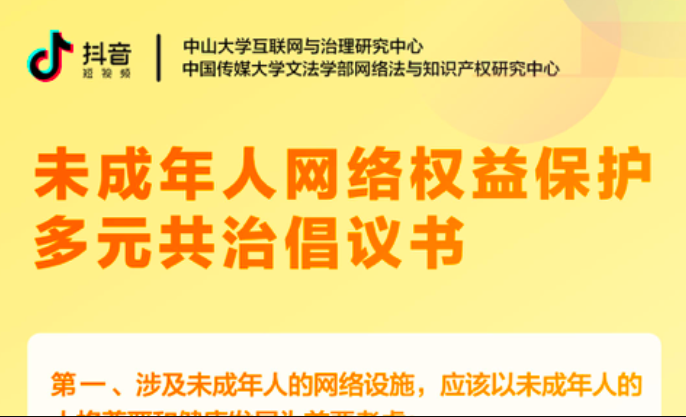 抖音
短视频
中山大学互联网与治理研究中心
中国传媒大学文法学部网络法与知识产权研究中心
未成年人网络权益保护
多元共治倡议书
第一、涉及未成年人的网络设施，应该以未成年人的